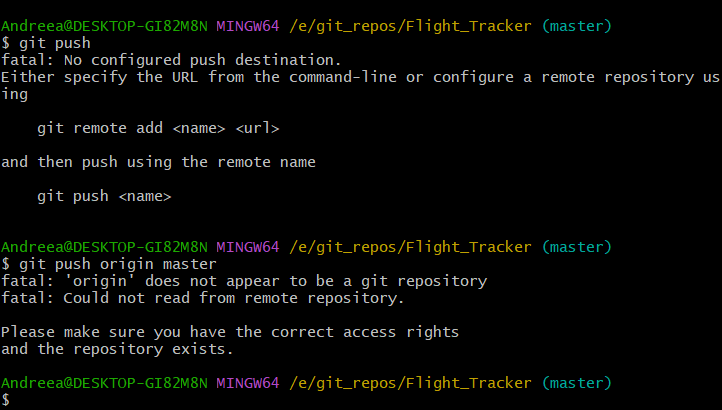 Andreea@DESKTOP-GI82M8N MINGW64 /e/git_repos/Flight_Tracker (master)
$ git push
fatal: No configured push destination.
Either specify the URL from the command-line or configure a remote repository us
ing
git remote add <name> <url>
and then push using the remote name
git push <name>
Andreea@DESKTOP-GI82M8N MINGW64 /e/git_repos/Flight_Tracker (master)
$ git push origin master
fatal: 'origin' does not appear to be a git repository
fatal: Could not read from remote repository.
Please make sure you have the correct access rights
and the repository exists.
Andreea@DESKTOP-GI82M8N MINGW64 /e/git_repos/Flight_Tracker (master)
$